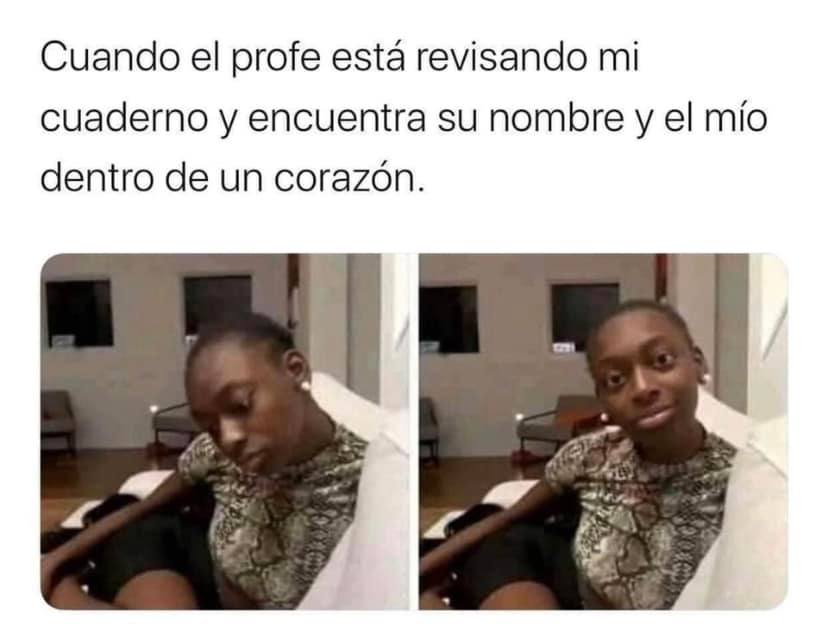 Cuando el profe está revisando mi
cuaderno y encuentra su nombre y el mío
dentro de un corazón.